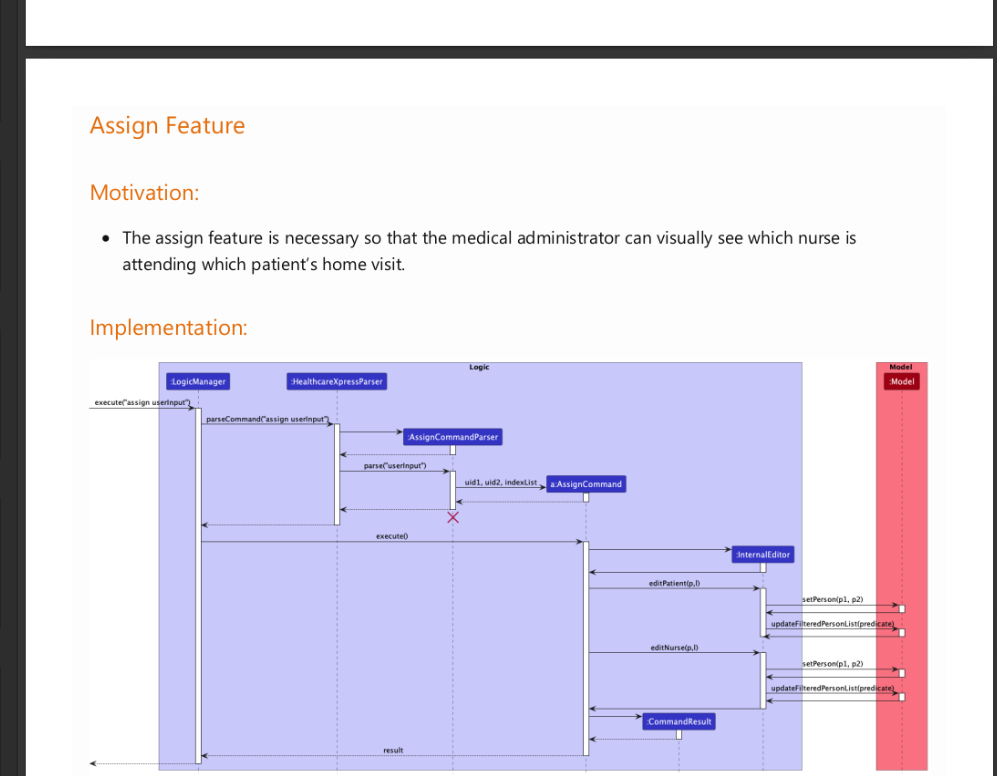 Assign Feature
Motivation:
• The assign feature is necessary so that the medical administrator can visually see which nurse is
attending which patient's home visit.
Implementation:
Logic
Model
:LogicManager
:HealthcareXpressParser
:Model
execute("assign userInput")
parseCommand("assign userInput")
:AssignCommandParser
parse("userInput")
uid1, uid2, indexList
a:AssignCommand
execute()
:InternalEditor
editPatient(p,l)
setPerson(p1, p2)
updateFilteredPersonList(predicate)
editNurse(p,l)
setPerson(p1, p2)
updateFilteredPersonList(predicate)
:CommandResult
result